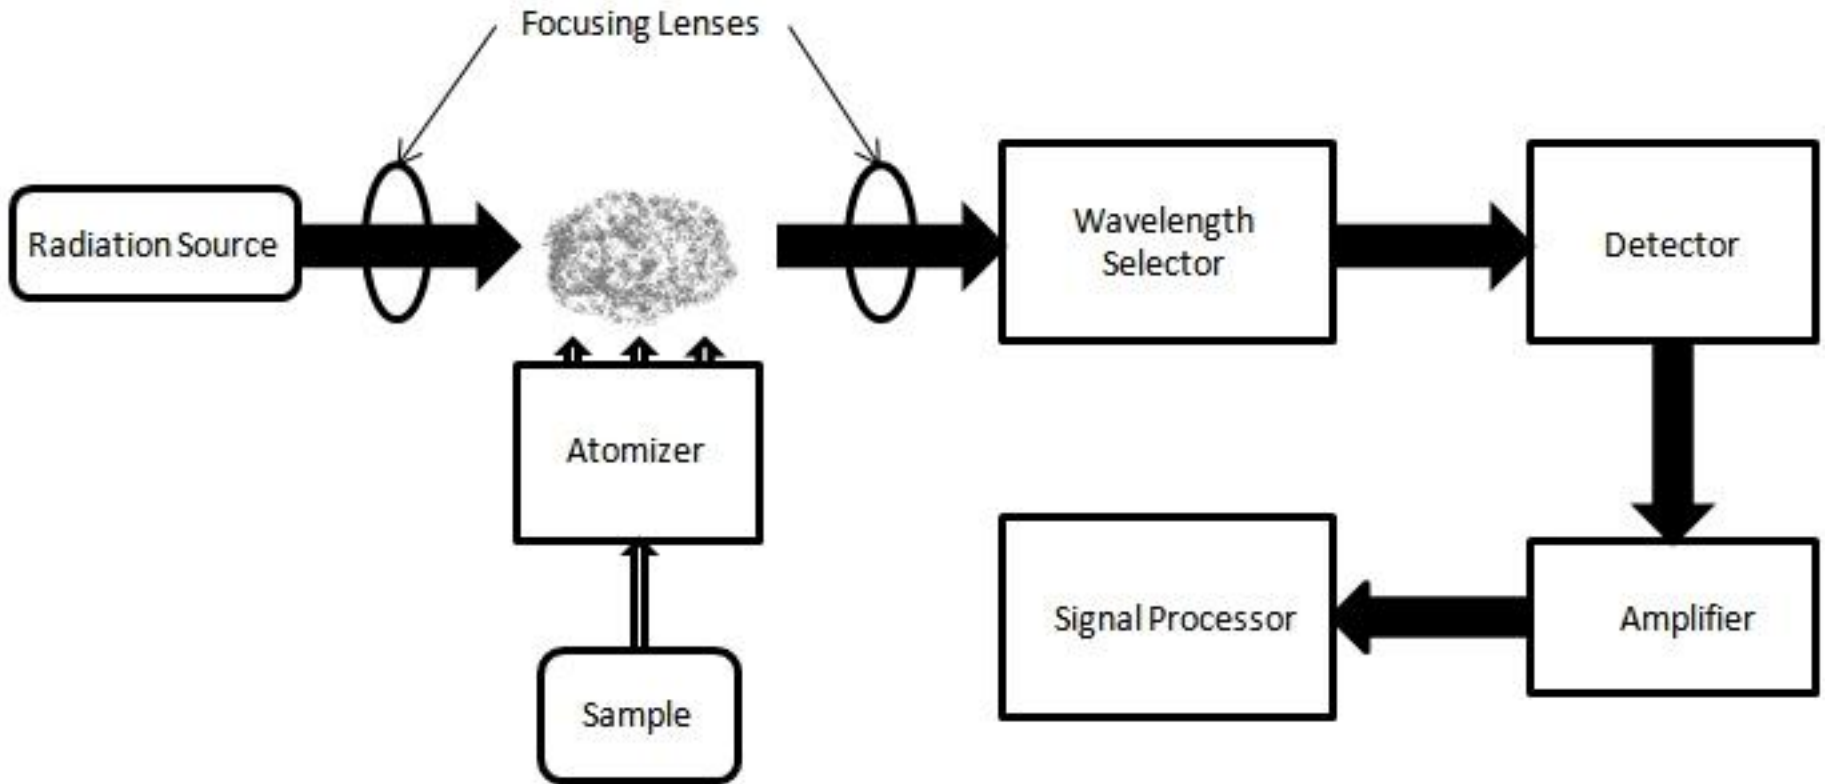 Focusing Lenses
Radiation Source
Wavelength
Selector
Detector
Atomizer
Signal Processor
Amplifier
Sample